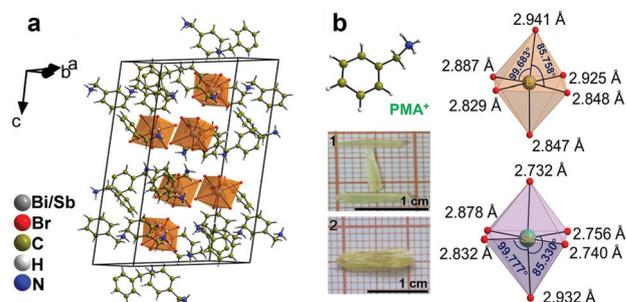 a
a
b
c
Bi/Sb
Br
C
H
N
b
PMA⁺
1
1 cm
2
1 cm
2.941 Å
99.683°
85.758°
2.887 Å
2.925 Å
2.829 Å
2.848 Å
Bi
2.847 Å
2.732 Å
2.878 Å
2.756 Å
2.832 Å
2.740 Å
99.777°
85.330°
2.932 Å